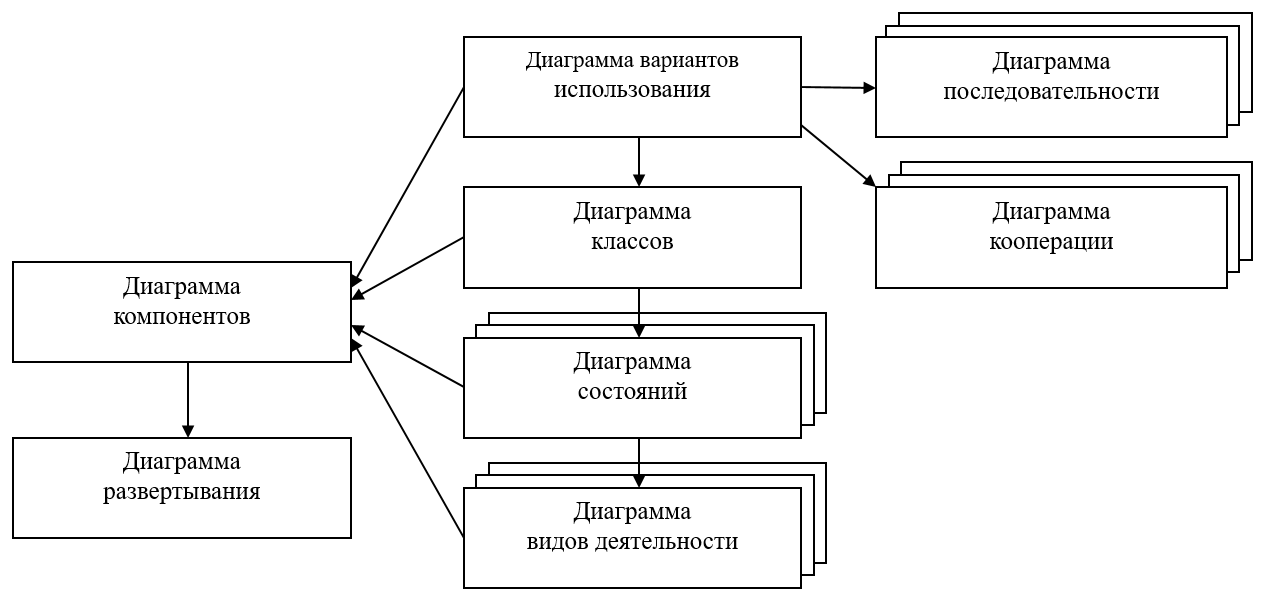 Диаграмма вариантов
использования
Диаграмма
последовательности
Диаграмма
классов
Диаграмма
кооперации
Диаграмма
компонентов
Диаграмма
состояний
Диаграмма
развертывания
Диаграмма
видов деятельности